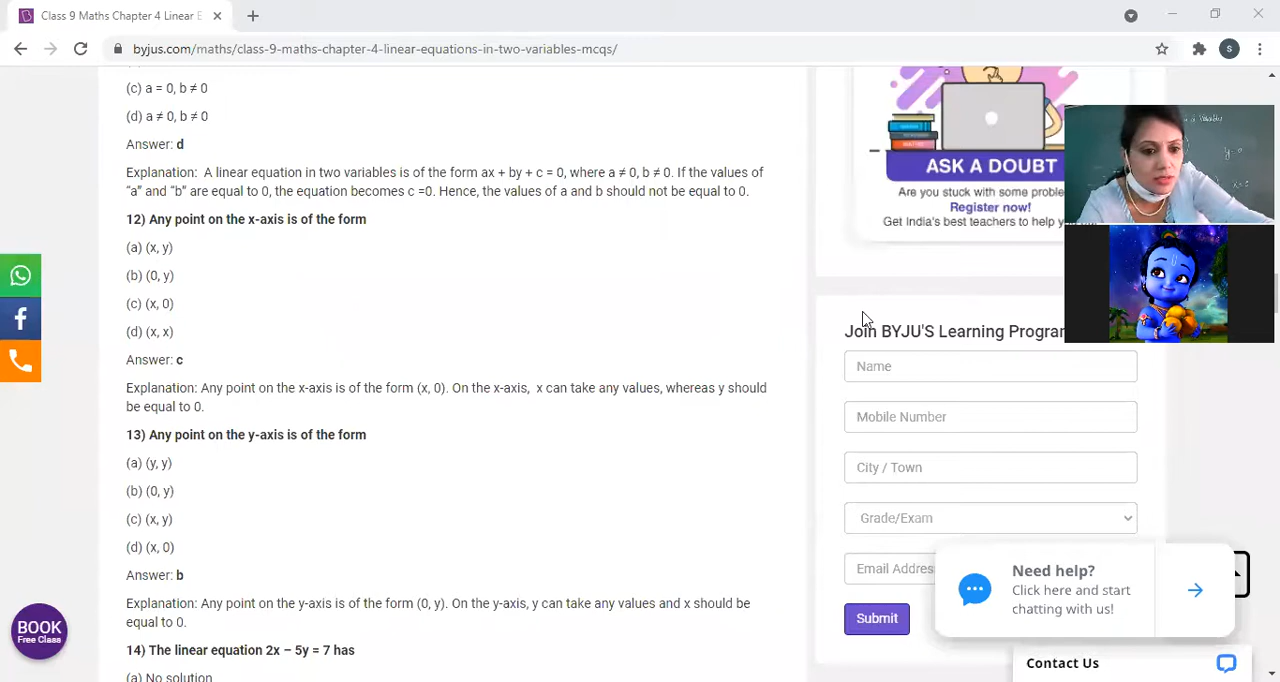 Class 9 Maths Chapter 4 Linear E
byjus.com/maths/class-9-maths-chapter-4-linear-equations-in-two-variables-mcqs/
S
(c) a = 0, b ≠ 0
(d) a ≠ 0, b ≠ 0
Answer: d
Explanation: A linear equation in two variables is of the form ax + by + c = 0, where a ≠ 0, b ≠ 0. If the values of
“a” and “b” are equal to 0, the equation becomes c =0. Hence, the values of a and b should not be equal to 0.
12) Any point on the x-axis is of the form
(a) (x, y)
(b) (0, y)
(c) (x, 0)
(d) (x, x)
Answer: c
Explanation: Any point on the x-axis is of the form (x, 0). On the x-axis, x can take any values, whereas y should
be equal to 0.
13) Any point on the y-axis is of the form
(a) (y, y)
(b) (0, y)
(c) (x, y)
(d) (x, 0)
Answer: b
Explanation: Any point on the y-axis is of the form (0, y). On the y-axis, y can take any values and x should be
equal to 0.
14) The linear equation 2x – 5y = 7 has
(a) No solution
BOOK
Free Class
ASK A DOUBT
Are you stuck with some proble
Register now!
Get India's best teachers to help yo
Join BYJU'S Learning Program
Name
Mobile Number
City / Town
Grade/Exam
Email Addres
Submit
Need help?
Click here and start
chatting with us!
Contact Us